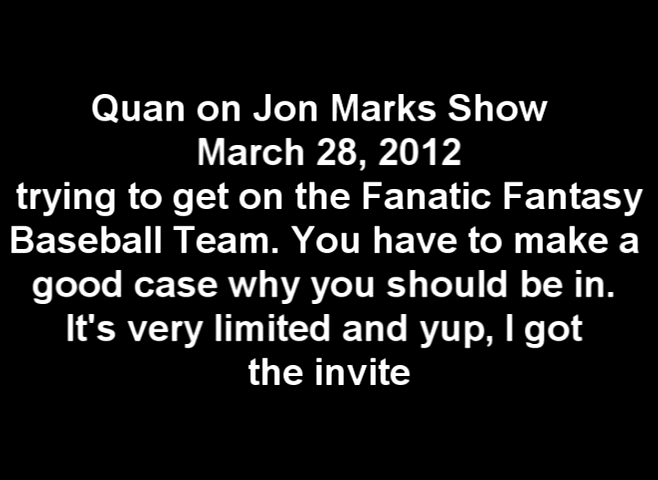 Quan on Jon Marks Show
March 28, 2012
trying to get on the Fanatic Fantasy
Baseball Team. You have to make a
good case why you should be in.
It's very limited and yup, I got
the invite